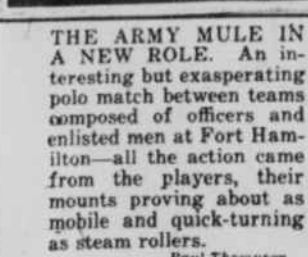 THE ARMY MULE IN
A NEW ROLE. An in-
teresting but exasperating
polo match between teams
composed of officers and
enlisted men at Fort Ham-
ilton—all the action came
from the players, their
mounts proving about as
mobile and quick-turning
as steam rollers.